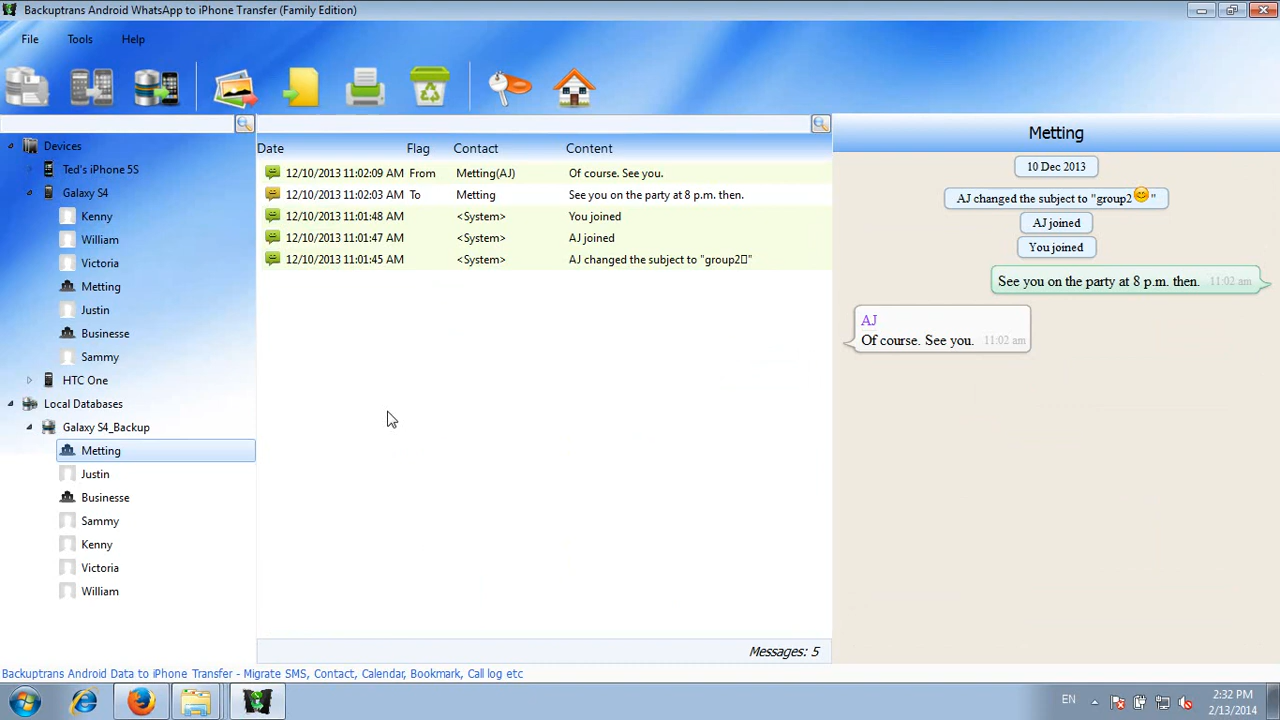 Backuptrans Android WhatsApp to iPhone Transfer (Family Edition)
File Tools Help
Devices
Ted's iPhone 5S
Galaxy S4
Kenny
William
Victoria
Metting
Justin
Businesse
Sammy
HTC One
Local Databases
Galaxy S4_Backup
Metting
Justin
Businesse
Sammy
Kenny
Victoria
William
Date Flag Contact Content
12/10/2013 11:02:09 AM From Metting(AJ) Of course. See you.
12/10/2013 11:02:03 AM To Metting See you on the party at 8 p.m. then.
12/10/2013 11:01:48 AM <System> You joined
12/10/2013 11:01:47 AM <System> AJ joined
12/10/2013 11:01:45 AM <System> AJ changed the subject to "group2▯"
Messages: 5
Metting
10 Dec 2013
AJ changed the subject to "group2😊"
AJ joined
You joined
See you on the party at 8 p.m. then. 11:02 am
AJ
Of course. See you. 11:02 am
Backuptrans Android Data to iPhone Transfer - Migrate SMS, Contact, Calendar, Bookmark, Call log etc
EN
2:32 PM
2/13/2014